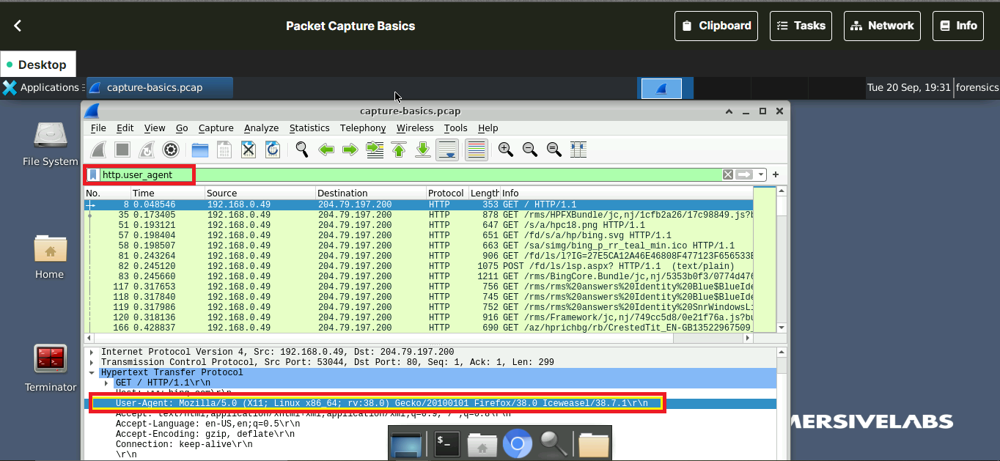 Packet Capture Basics
Clipboard
Tasks
Network
Info
Desktop
Applications
capture-basics.pcap
Tue 20 Sep, 19:31
forensics
capture-basics.pcap
File Edit View Go Capture Analyze Statistics Telephony Wireless Tools Help
File System
http.user_agent
No. Time Source Destination Protocol Length Info
8 0.048546 192.168.0.49 204.79.197.200 HTTP 353 GET / HTTP/1.1
35 0.173405 192.168.0.49 204.79.197.200 HTTP 878 GET /rms/HPFXBundle/jc,nj/1cfb2a26/17c98849.js?b
51 0.193121 192.168.0.49 204.79.197.200 HTTP 647 GET /s/a/hpc18.png HTTP/1.1
57 0.198404 192.168.0.49 204.79.197.200 HTTP 651 GET /fd/s/a/hp/bing.svg HTTP/1.1
58 0.198507 192.168.0.49 204.79.197.200 HTTP 663 GET /sa/simg/bing_p_rr_teal_min.ico HTTP/1.1
81 0.243264 192.168.0.49 204.79.197.200 HTTP 906 GET /fd/ls/l?IG=27E5CA12A46E46808F477123F656533E
82 0.245120 192.168.0.49 204.79.197.200 HTTP 1075 POST /fd/ls/lsp.aspx? HTTP/1.1 (text/plain)
83 0.245660 192.168.0.49 204.79.197.200 HTTP 1211 GET /rms/BingCore.Bundle/jc,nj/5353b0f3/0774d476
117 0.317653 192.168.0.49 204.79.197.200 HTTP 756 GET /rms/rms%20answers%20Identity%20Blue$BlueIde
118 0.317840 192.168.0.49 204.79.197.200 HTTP 745 GET /rms/rms%20answers%20Identity%20Blue$BlueIde
119 0.317986 192.168.0.49 204.79.197.200 HTTP 752 GET /rms/rms%20answers%20Identity%20SnrWindowsLi
120 0.318136 192.168.0.49 204.79.197.200 HTTP 916 GET /rms/Framework/jc,nj/749cc5d8/0e21f76a.js?bu
166 0.428837 192.168.0.49 204.79.197.200 HTTP 690 GET /az/hprichbg/rb/CrestedTit_EN-GB13522967509_
Home
Internet Protocol Version 4, Src: 192.168.0.49, Dst: 204.79.197.200
Transmission Control Protocol, Src Port: 53044, Dst Port: 80, Seq: 1, Ack: 1, Len: 299
Hypertext Transfer Protocol
GET / HTTP/1.1\r\n
Host: www.bing.com\r\n
User-Agent: Mozilla/5.0 (X11; Linux x86_64; rv:38.0) Gecko/20100101 Firefox/38.0 Iceweasel/38.7.1\r\n
Accept: text/html,application/xhtml+xml,application/xml;q=0.9,*/*;q=0.8\r\n
Accept-Language: en-US,en;q=0.5\r\n
Accept-Encoding: gzip, deflate\r\n
Connection: keep-alive\r\n
\r\n
Terminator
MERSIVELABS